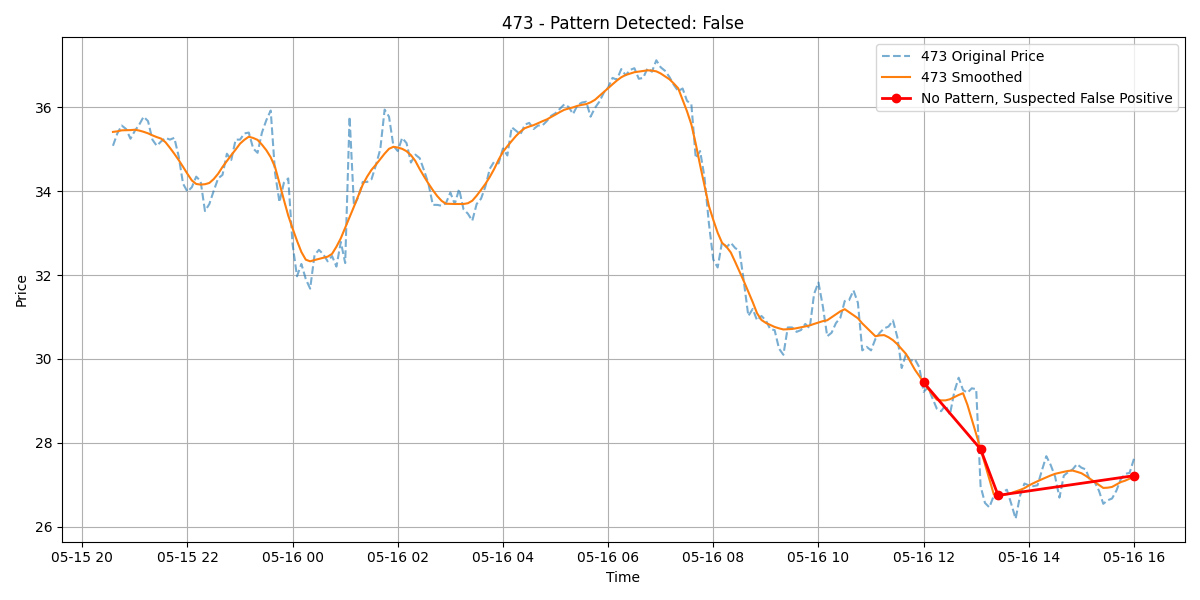 473 - Pattern Detected: False
473 Original Price
473 Smoothed
No Pattern, Suspected False Positive
Price
36
34
32
30
28
26
05-15 20 05-15 22 05-16 00 05-16 02 05-16 04 05-16 06 05-16 08 05-16 10 05-16 12 05-16 14 05-16 16
Time